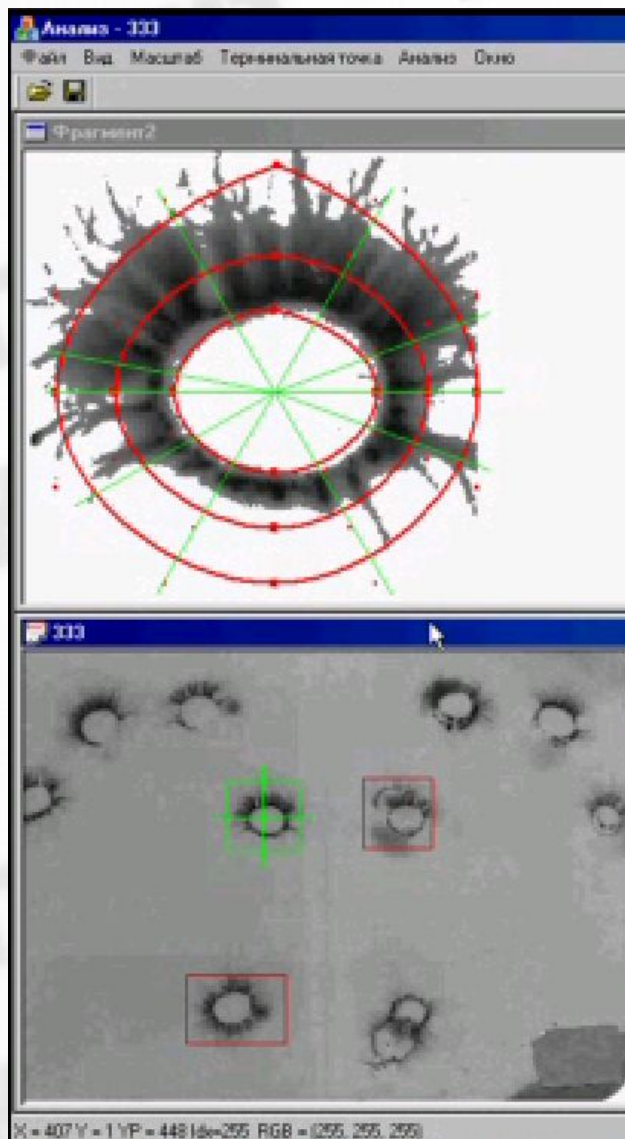 Анализ - 333
Файл Вид Масштаб Терминальная точка Анализ Окно
Фрагмент2
333
X = 407 Y = 1 YP = 448 Ide=255 RGB = (255, 255, 255)